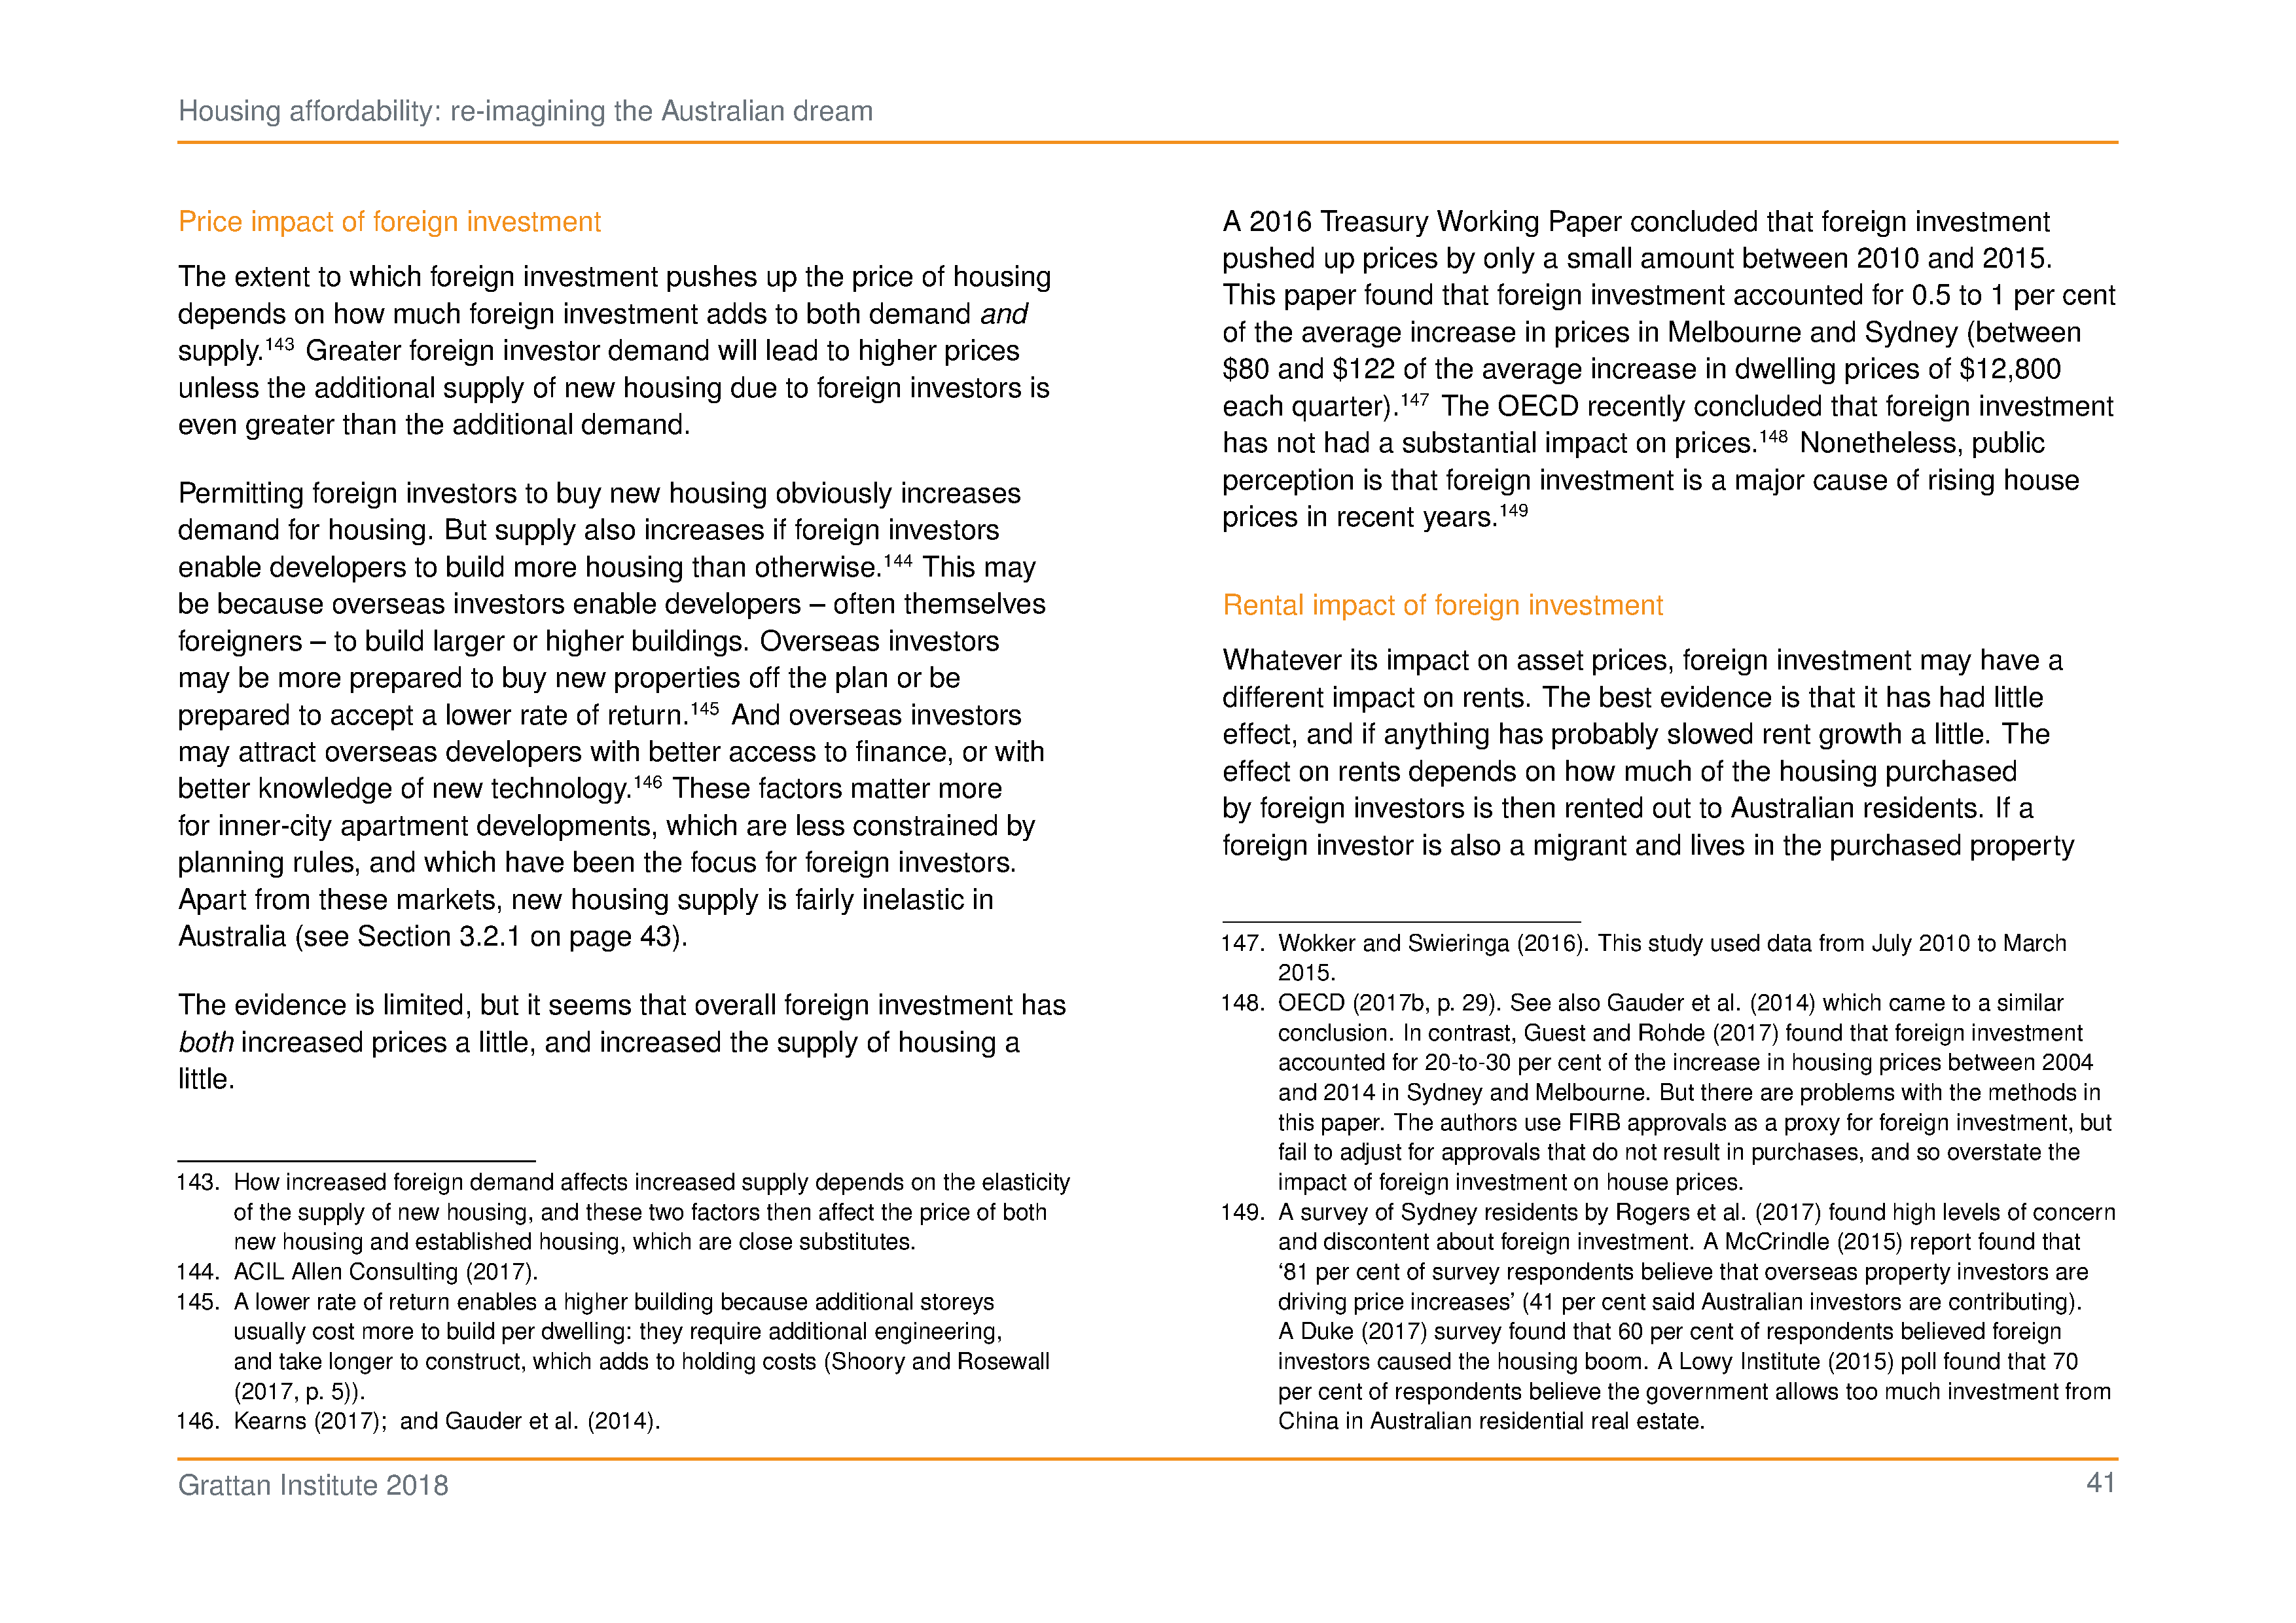 Housing affordability: re-imagining the Australian dream
Price impact of foreign investment
The extent to which foreign investment pushes up the price of housing
depends on how much foreign investment adds to both demand and
supply.143 Greater foreign investor demand will lead to higher prices
unless the additional supply of new housing due to foreign investors is
even greater than the additional demand.
Permitting foreign investors to buy new housing obviously increases
demand for housing. But supply also increases if foreign investors
enable developers to build more housing than otherwise.144 This may
be because overseas investors enable developers – often themselves
foreigners – to build larger or higher buildings. Overseas investors
may be more prepared to buy new properties off the plan or be
prepared to accept a lower rate of return.145 And overseas investors
may attract overseas developers with better access to finance, or with
better knowledge of new technology.146 These factors matter more
for inner-city apartment developments, which are less constrained by
planning rules, and which have been the focus for foreign investors.
Apart from these markets, new housing supply is fairly inelastic in
Australia (see Section 3.2.1 on page 43).
The evidence is limited, but it seems that overall foreign investment has
both increased prices a little, and increased the supply of housing a
little.
143. How increased foreign demand affects increased supply depends on the elasticity
of the supply of new housing, and these two factors then affect the price of both
new housing and established housing, which are close substitutes.
144. ACIL Allen Consulting (2017).
145. A lower rate of return enables a higher building because additional storeys
usually cost more to build per dwelling: they require additional engineering,
and take longer to construct, which adds to holding costs (Shoory and Rosewall
(2017, p. 5)).
146. Kearns (2017); and Gauder et al. (2014).
A 2016 Treasury Working Paper concluded that foreign investment
pushed up prices by only a small amount between 2010 and 2015.
This paper found that foreign investment accounted for 0.5 to 1 per cent
of the average increase in prices in Melbourne and Sydney (between
$80 and $122 of the average increase in dwelling prices of $12,800
each quarter).147 The OECD recently concluded that foreign investment
has not had a substantial impact on prices.148 Nonetheless, public
perception is that foreign investment is a major cause of rising house
prices in recent years.149
Rental impact of foreign investment
Whatever its impact on asset prices, foreign investment may have a
different impact on rents. The best evidence is that it has had little
effect, and if anything has probably slowed rent growth a little. The
effect on rents depends on how much of the housing purchased
by foreign investors is then rented out to Australian residents. If a
foreign investor is also a migrant and lives in the purchased property
147. Wokker and Swieringa (2016). This study used data from July 2010 to March
2015.
148. OECD (2017b, p. 29). See also Gauder et al. (2014) which came to a similar
conclusion. In contrast, Guest and Rohde (2017) found that foreign investment
accounted for 20-to-30 per cent of the increase in housing prices between 2004
and 2014 in Sydney and Melbourne. But there are problems with the methods in
this paper. The authors use FIRB approvals as a proxy for foreign investment, but
fail to adjust for approvals that do not result in purchases, and so overstate the
impact of foreign investment on house prices.
149. A survey of Sydney residents by Rogers et al. (2017) found high levels of concern
and discontent about foreign investment. A McCrindle (2015) report found that
‘81 per cent of survey respondents believe that overseas property investors are
driving price increases’ (41 per cent said Australian investors are contributing).
A Duke (2017) survey found that 60 per cent of respondents believed foreign
investors caused the housing boom. A Lowy Institute (2015) poll found that 70
per cent of respondents believe the government allows too much investment from
China in Australian residential real estate.
Grattan Institute 2018
41